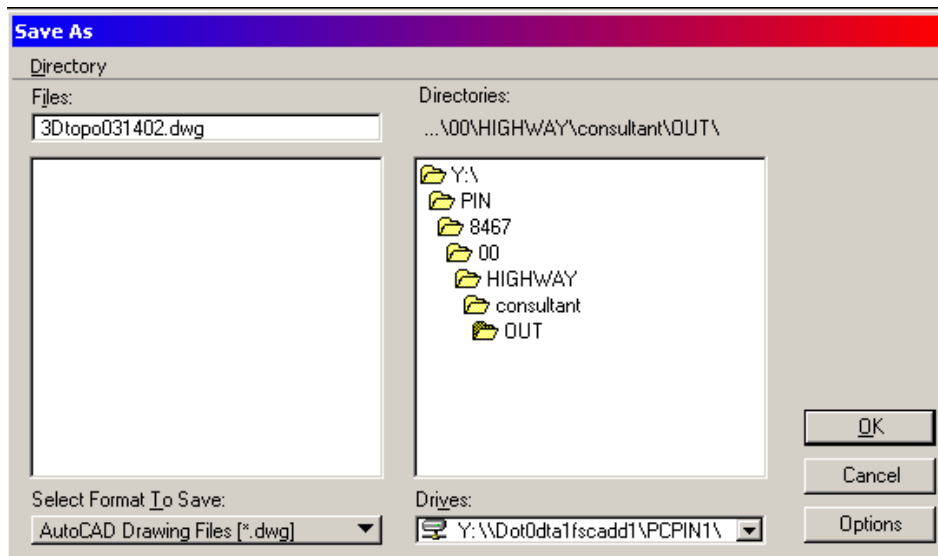 Save As
Directory
Files:
3Dtopo031402.dwg
Directories:
...\00\HIGHWAY\consultant\OUT\
Y:\
PIN
8467
00
HIGHWAY
consultant
OUT
OK
Cancel
Options
Select Format To Save:
AutoCAD Drawing Files [*.dwg]
Drives:
Y:\\Dot0dta1fscadd1\PCPIN1\